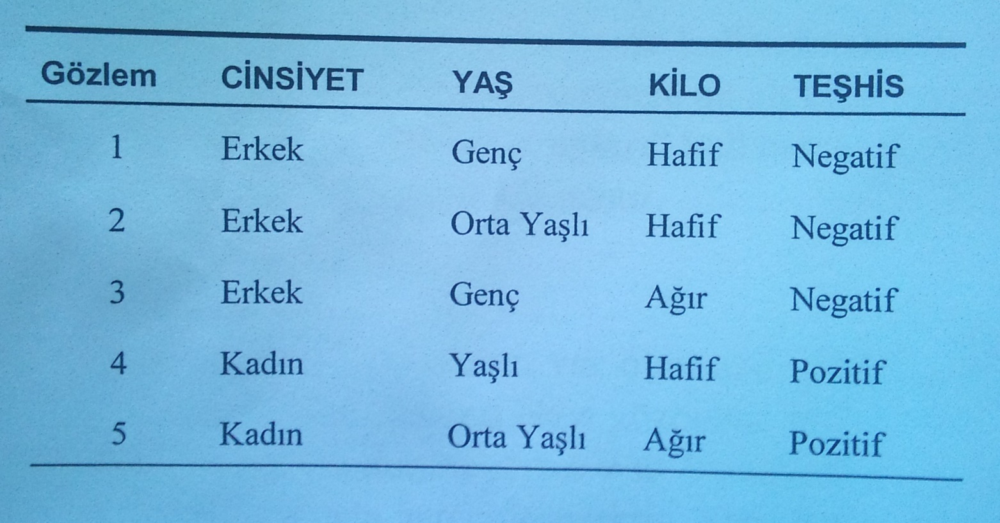 Gözlem CİNSİYET YAŞ KİLO TEŞHİS
1 Erkek Genç Hafif Negatif
2 Erkek Orta Yaşlı Hafif Negatif
3 Erkek Genç Ağır Negatif
4 Kadın Yaşlı Hafif Pozitif
5 Kadın Orta Yaşlı Ağır Pozitif